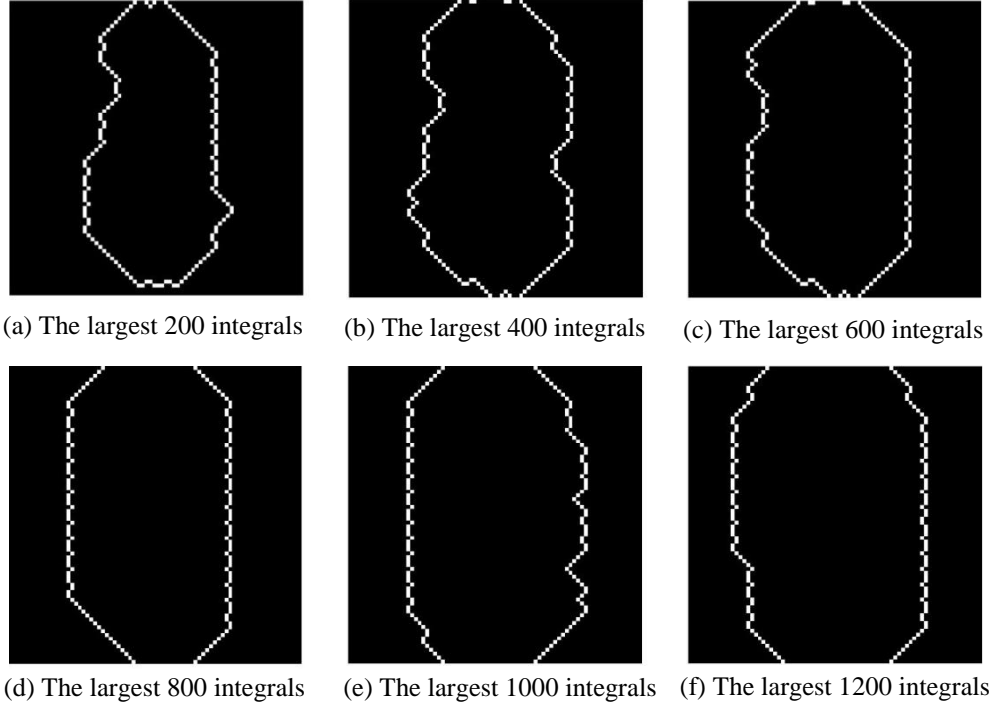 (a) The largest 200 integrals
(b) The largest 400 integrals
(c) The largest 600 integrals
(d) The largest 800 integrals
(e) The largest 1000 integrals
(f) The largest 1200 integrals